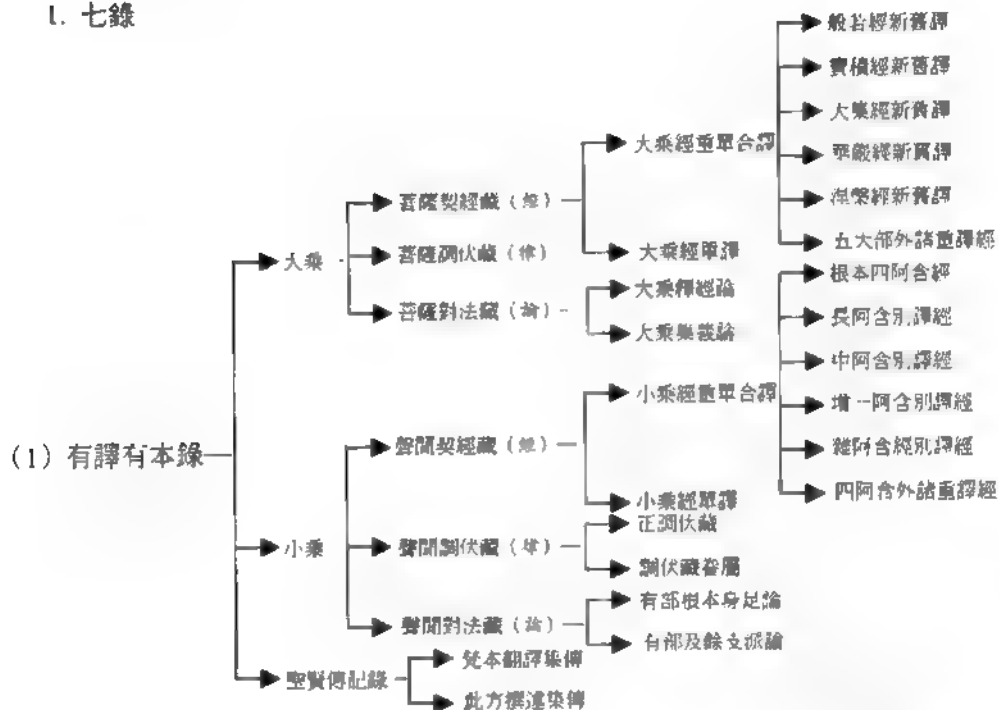 1. 七錄
(1) 有譯有本錄
大乘
菩薩契經藏（經）
大乘經重單合譯
般若經新舊譯
寶積經新舊譯
大集經新舊譯
華嚴經新舊譯
涅槃經新舊譯
五大部外諸重譯經
大乘經單譯
菩薩調伏藏（律）
菩薩對法藏（論）
大乘釋經論
大乘集義論
小乘
聲聞契經藏（經）
小乘經重單合譯
根本四阿含經
長阿含別譯經
中阿含別譯經
增一阿含別譯經
雜阿含經別譯經
四阿含外諸重譯經
小乘經單譯
聲聞調伏藏（律）
正調伏藏
調伏藏眷屬
聲聞對法藏（論）
有部根本身足論
有部及餘支派論
聖賢傳記錄
梵本翻譯集傳
此方撰述集傳